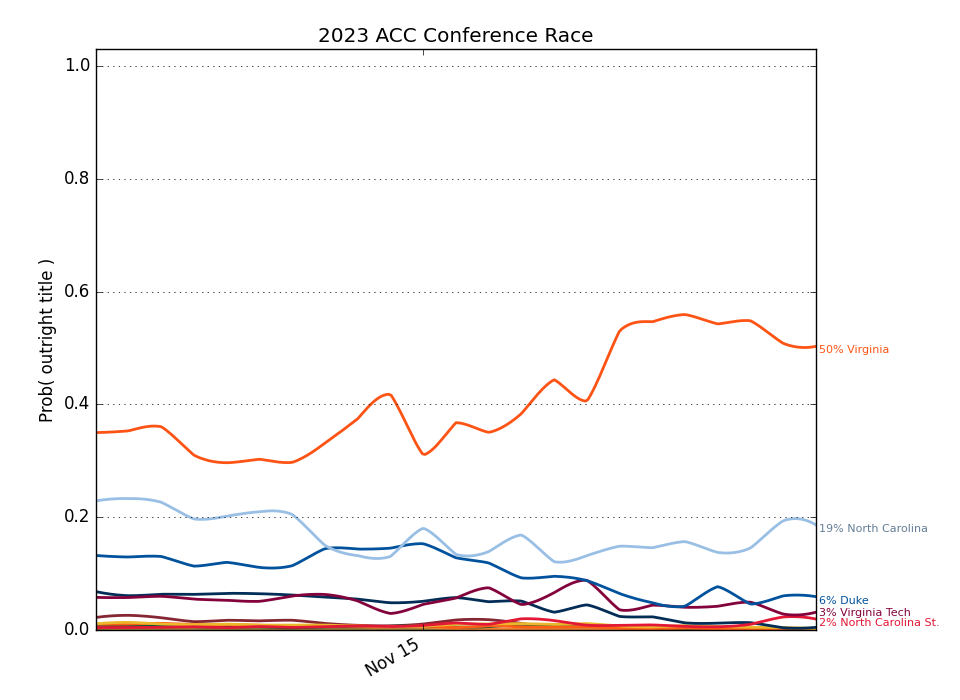 2023 ACC Conference Race
1.0
0.8
0.6
0.4
0.2
0.0
Prob( outright title )
Nov 15
50% Virginia
19% North Carolina
6% Duke
3% Virginia Tech
2% North Carolina St.